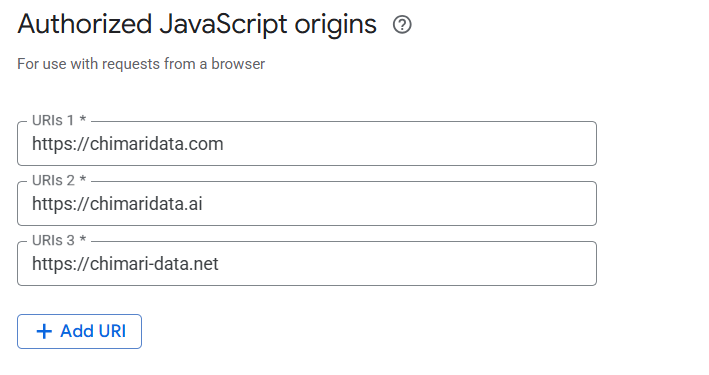 Authorized JavaScript origins
For use with requests from a browser
URIs 1 *
https://chimaridata.com
URIs 2 *
https://chimaridata.ai
URIs 3 *
https://chimari-data.net
+ Add URI